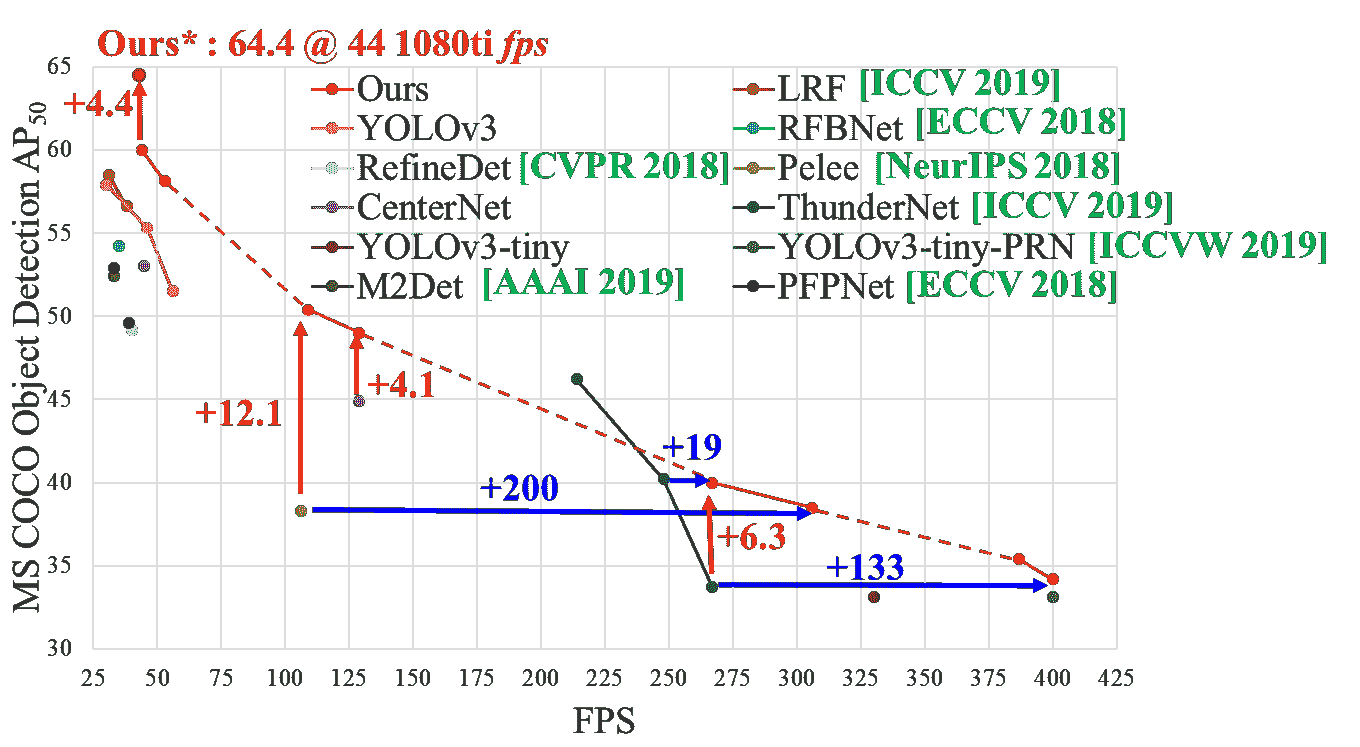 Ours* : 64.4 @ 44 1080ti fps
MS COCO Object Detection AP50
65
60
55
50
45
40
35
30
+4.4
Ours
YOLOv3
RefineDet [CVPR 2018]
CenterNet
YOLOv3-tiny
M2Det [AAAI 2019]
LRF [ICCV 2019]
RFBNet [ECCV 2018]
Pelee [NeurIPS 2018]
ThunderNet [ICCV 2019]
YOLOv3-tiny-PRN [ICCVW 2019]
PFPNet [ECCV 2018]
+12.1
+4.1
+19
+200
+6.3
+133
25 50 75 100 125 150 175 200 225 250 275 300 325 350 375 400 425
FPS